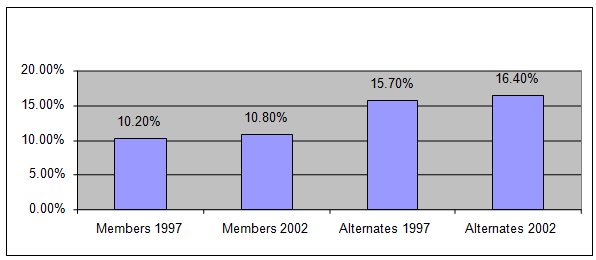 20.00%
15.00%
10.00%
5.00%
0.00%
10.20%
10.80%
15.70%
16.40%
Members 1997
Members 2002
Alternates 1997
Alternates 2002